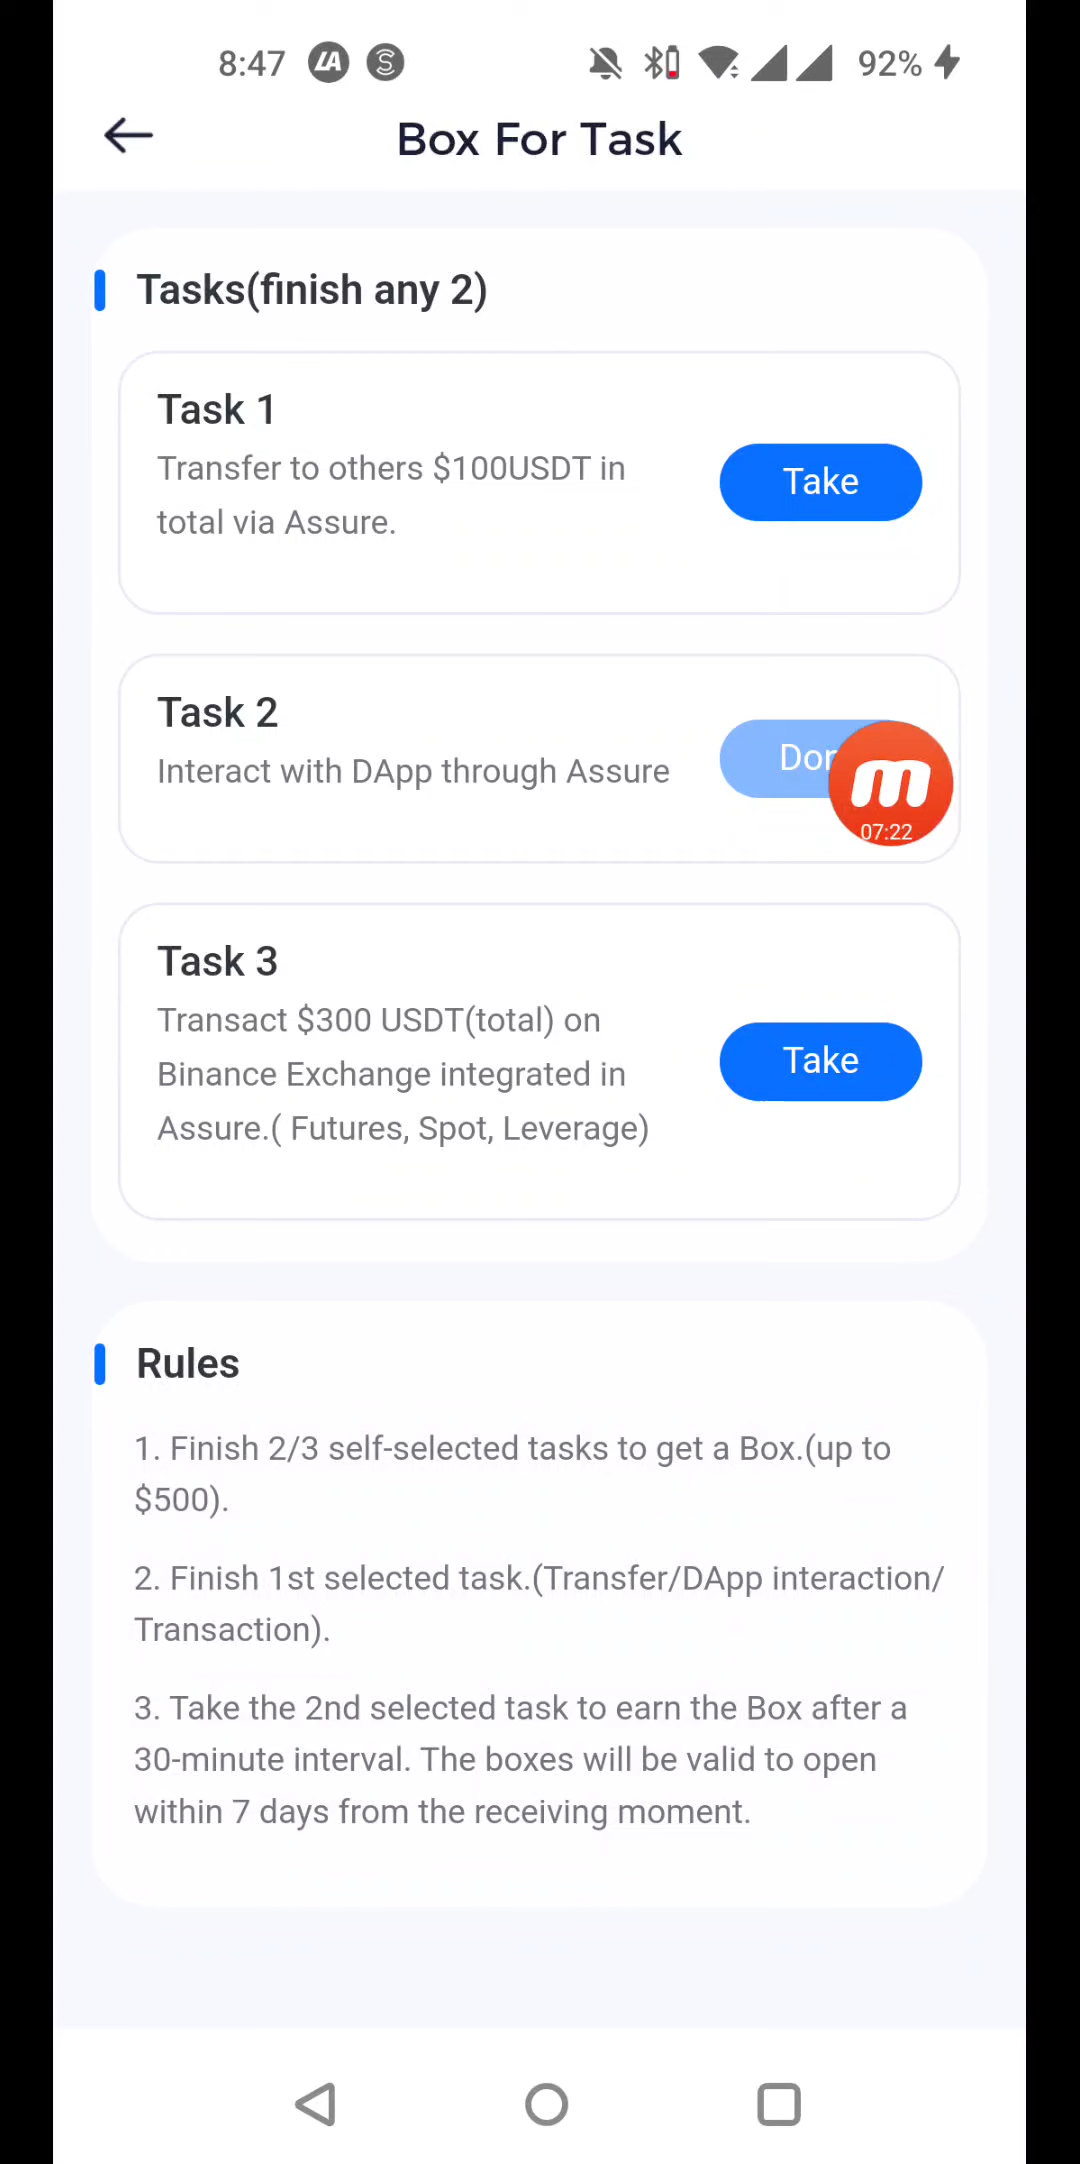 8:47 LA S 92%
Box For Task
Tasks(finish any 2)
Task 1
Transfer to others $100USDT in
total via Assure.
Take
Task 2
Interact with DApp through Assure
m
07:22
Task 3
Transact $300 USDT(total) on
Binance Exchange integrated in
Assure.( Futures, Spot, Leverage)
Take
Rules
1. Finish 2/3 self-selected tasks to get a Box.(up to
$500).
2. Finish 1st selected task.(Transfer/DApp interaction/
Transaction).
3. Take the 2nd selected task to earn the Box after a
30-minute interval. The boxes will be valid to open
within 7 days from the receiving moment.